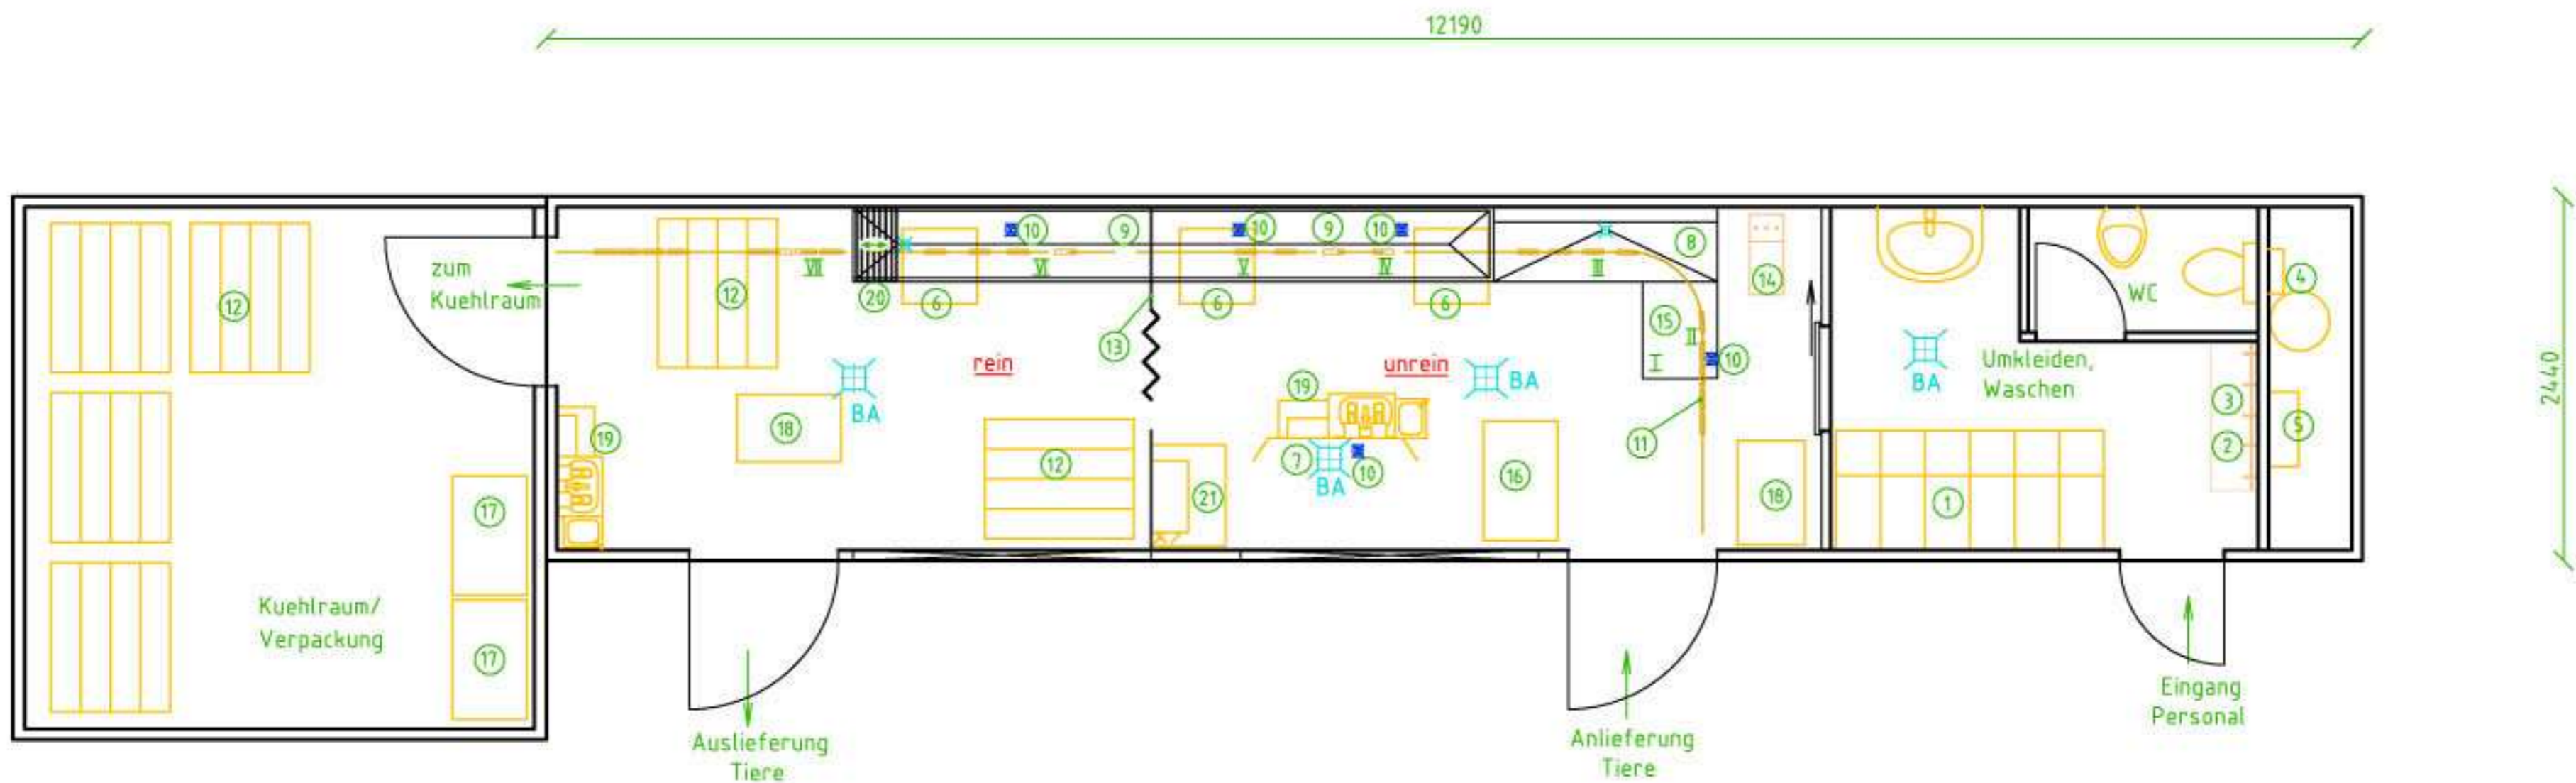 12190
2440
zum
Kuehlraum
12
12
VII
20
6
10
9
VI
13
10
9
10
V
IV
6
6
III
8
14
15
II
I
10
11
WC
4
rein
unrein
BA
BA
BA
Umkleiden,
Waschen
3
2
5
19
18
12
19
7
BA
10
21
16
18
1
17
17
Kuehlraum/
Verpackung
Auslieferung
Tiere
Anlieferung
Tiere
Eingang
Personal